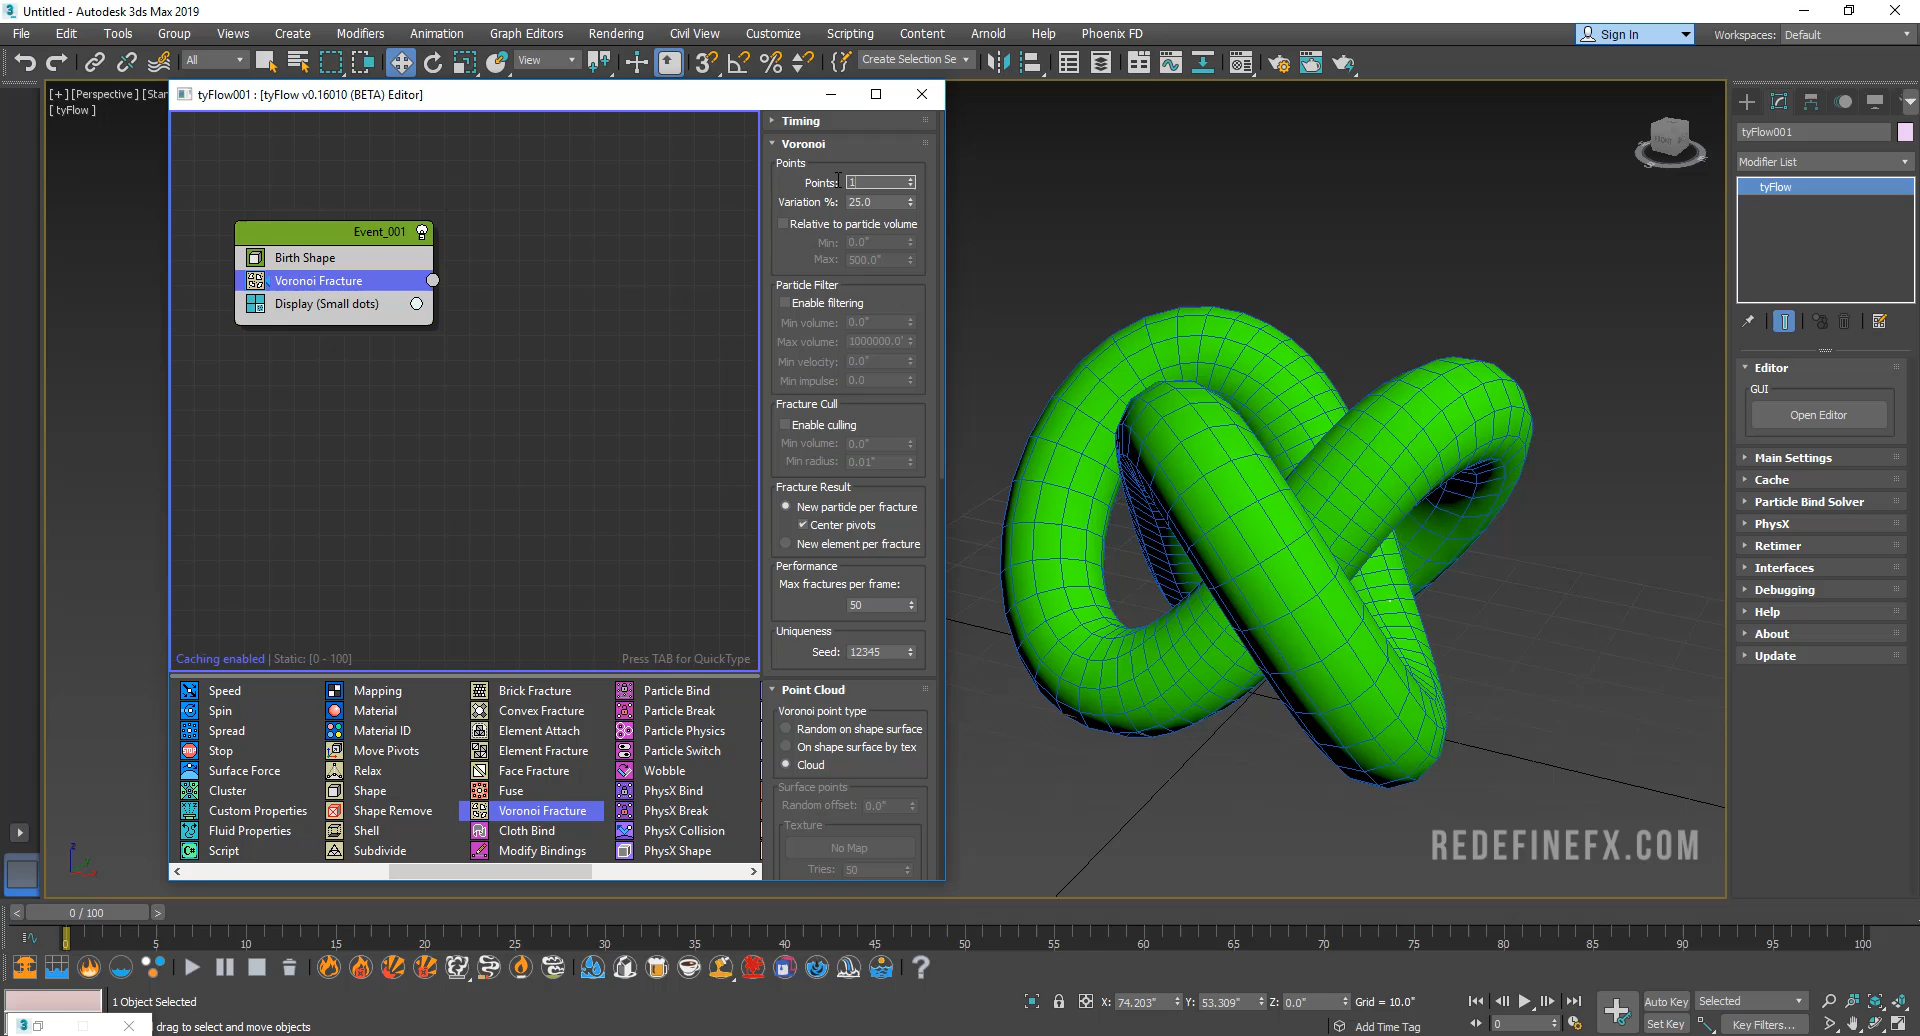 Untitled - Autodesk 3ds Max 2019
File Edit Tools Group Views Create Modifiers Animation Graph Editors Rendering Civil View Customize Scripting Content Arnold Help Phoenix FD
Sign In Workspaces: Default
All View Create Selection Se
[+] [Perspective ] [Stan
[ tyFlow ]
tyFlow001 : [tyFlow v0.16010 (BETA) Editor]
Event_001
Birth Shape
Voronoi Fracture
Display (Small dots)
Caching enabled | Static: [0 - 100]
Press TAB for QuickType
Timing
Voronoi
Points
Points: 1
Variation %: 25.0
Relative to particle volume
Min: 0.0"
Max: 500.0"
Particle Filter
Enable filtering
Min volume: 0.0"
Max volume: 1000000.0"
Min velocity: 0.0"
Min impulse: 0.0
Fracture Cull
Enable culling
Min volume: 0.0"
Min radius: 0.01"
Fracture Result
New particle per fracture
Center pivots
New element per fracture
Performance
Max fractures per frame:
50
Uniqueness
Seed: 12345
Point Cloud
Voronoi point type
Random on shape surface
On shape surface by tex
Cloud
Surface points
Random offset: 0.0"
Texture
No Map
Tries: 50
Speed Mapping Brick Fracture Particle Bind
Spin Material Convex Fracture Particle Break
Spread Material ID Element Attach Particle Physics
Stop Move Pivots Element Fracture Particle Switch
Surface Force Relax Face Fracture Wobble
Cluster Shape Fuse PhysX Bind
Custom Properties Shape Remove Voronoi Fracture PhysX Break
Fluid Properties Shell Cloth Bind PhysX Collision
Script Subdivide Modify Bindings PhysX Shape
FRONT
REDEFINEFX.COM
tyFlow001
Modifier List
tyFlow
Editor
GUI
Open Editor
Main Settings
Cache
Particle Bind Solver
PhysX
Retimer
Interfaces
Debugging
Help
About
Update
0 / 100
0 5 10 15 20 25 30 35 40 45 50 55 60 65 70 75 80 85 90 95 100
1 Object Selected
drag to select and move objects
X: 74.203" Y: 53.309" Z: 0.0" Grid = 10.0"
Add Time Tag
0
Auto Key Selected
Set Key Key Filters...